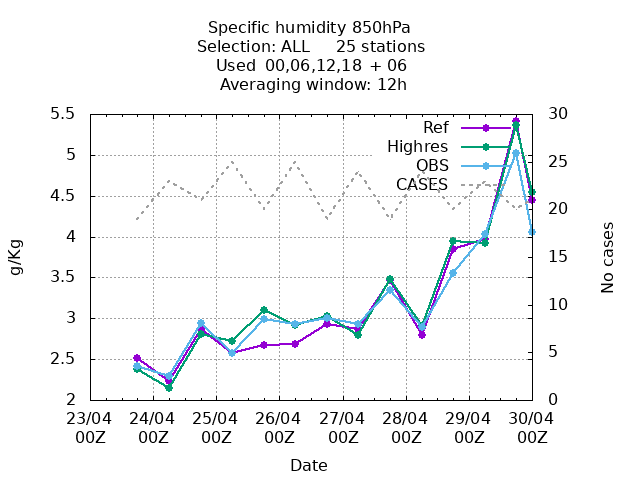 Specific humidity 850hPa
Selection: ALL 25 stations
Used 00,06,12,18 + 06
Averaging window: 12h
5.5
5
4.5
4
3.5
3
2.5
2
g/Kg
30
25
20
15
10
5
0
No cases
Ref
Highres
OBS
CASES
23/04 24/04 25/04 26/04 27/04 28/04 29/04 30/04
00Z 00Z 00Z 00Z 00Z 00Z 00Z 00Z
Date